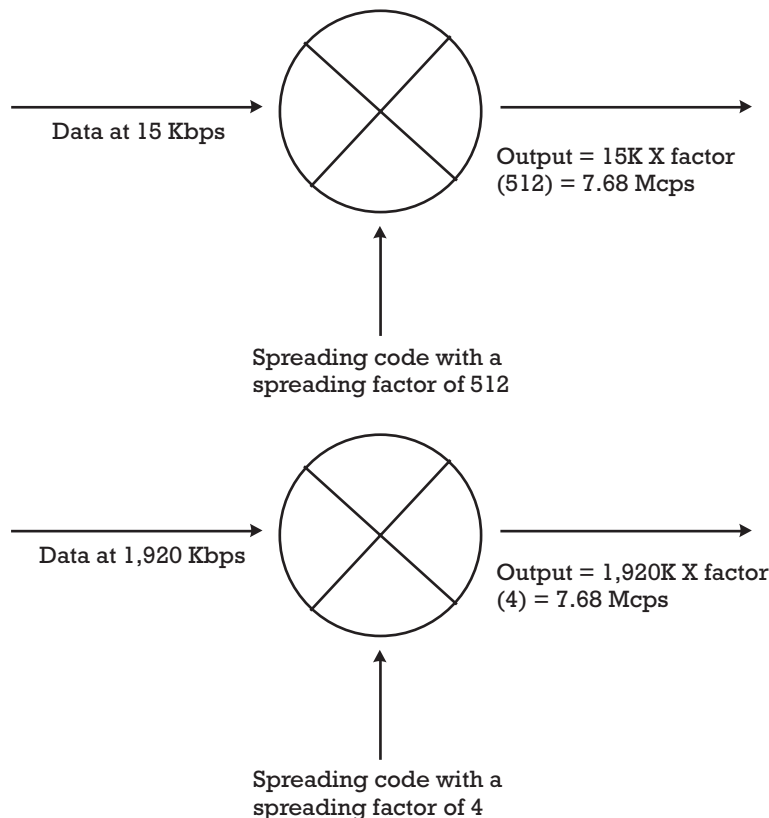 Data at 15 Kbps
Output = 15K X factor
(512) = 7.68 Mcps
Spreading code with a
spreading factor of 512
Data at 1,920 Kbps
Output = 1,920K X factor
(4) = 7.68 Mcps
Spreading code with a
spreading factor of 4